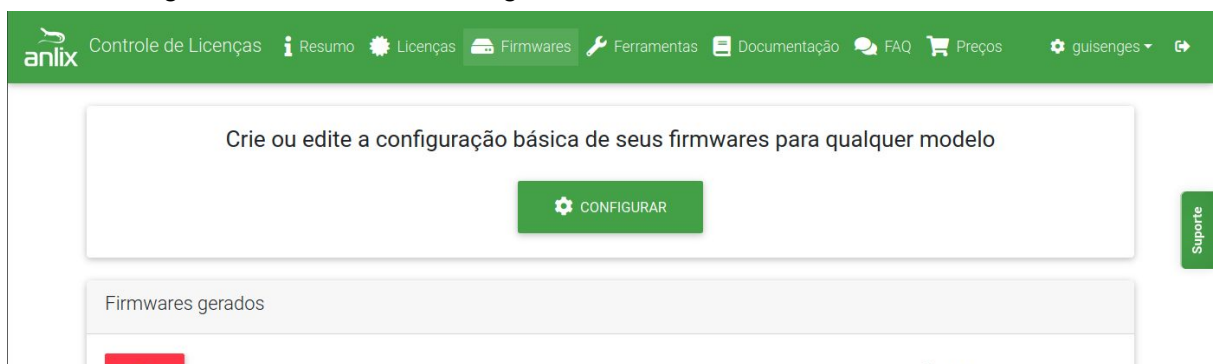 anlix Controle de Licenças Resumo Licenças Firmwares Ferramentas Documentação FAQ Preços guisenges
Crie ou edite a configuração básica de seus firmwares para qualquer modelo
CONFIGURAR
Suporte
Firmwares gerados